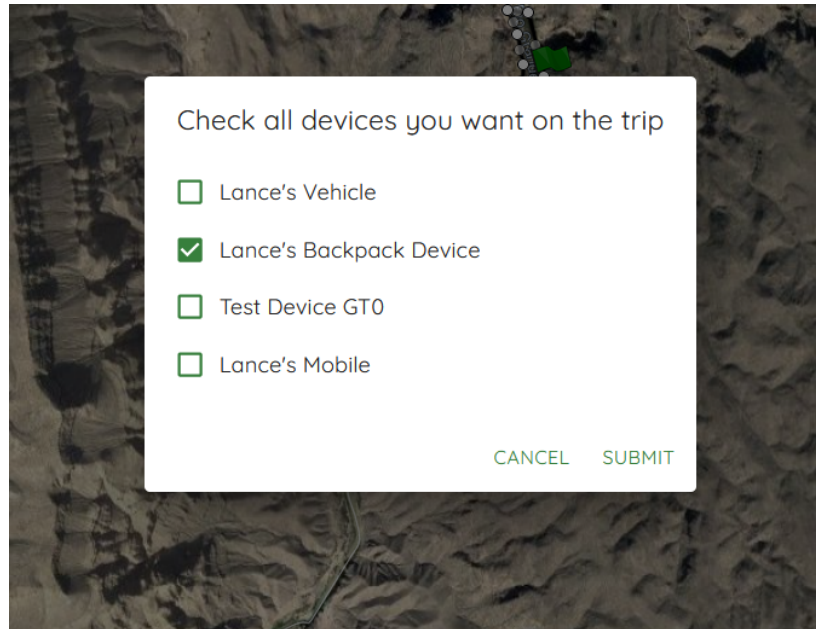 Check all devices you want on the trip
Lance's Vehicle
Lance's Backpack Device
Test Device GT0
Lance's Mobile
CANCEL SUBMIT